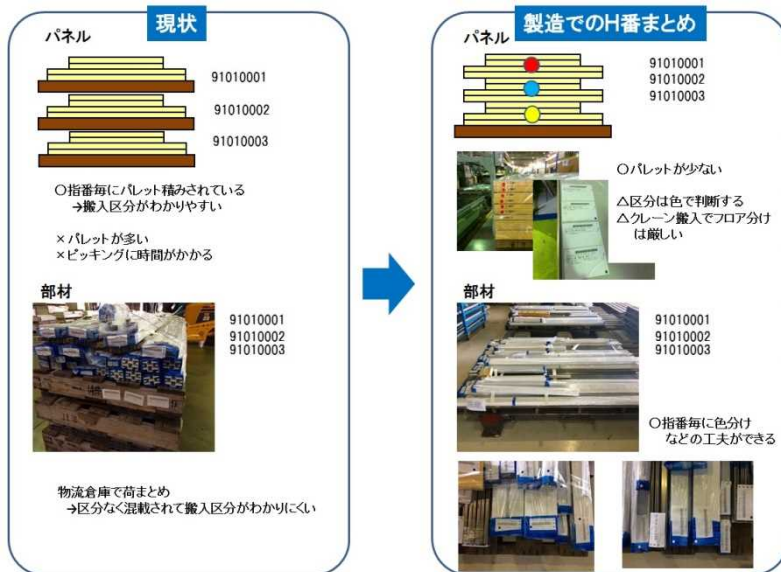 現状
パネル
91010001
91010002
91010003
〇指番毎にパレット積みされている
→搬入区分がわかりやすい
×パレットが多い
×ピッキングに時間がかかる
部材
91010001
91010002
91010003
物流倉庫で荷まとめ
→区分なく混載されて搬入区分がわかりにくい
製造でのH番まとめ
パネル
91010001
91010002
91010003
〇パレットが少ない
△区分は色で判断する
△クレーン搬入でフロア分け
は厳しい
部材
91010001
91010002
91010003
〇指番毎に色分け
などの工夫ができる